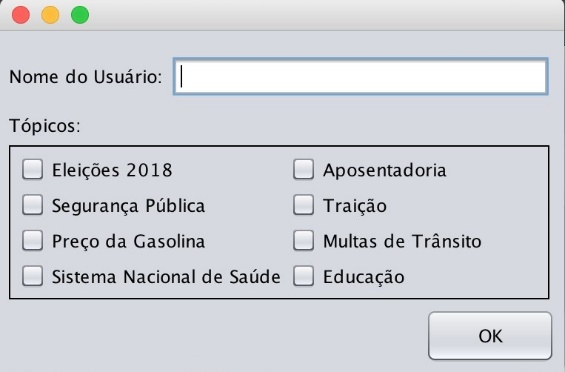 Nome do Usuário:
Tópicos:
Eleições 2018
Aposentadoria
Segurança Pública
Traição
Preço da Gasolina
Multas de Trânsito
Sistema Nacional de Saúde
Educação
OK